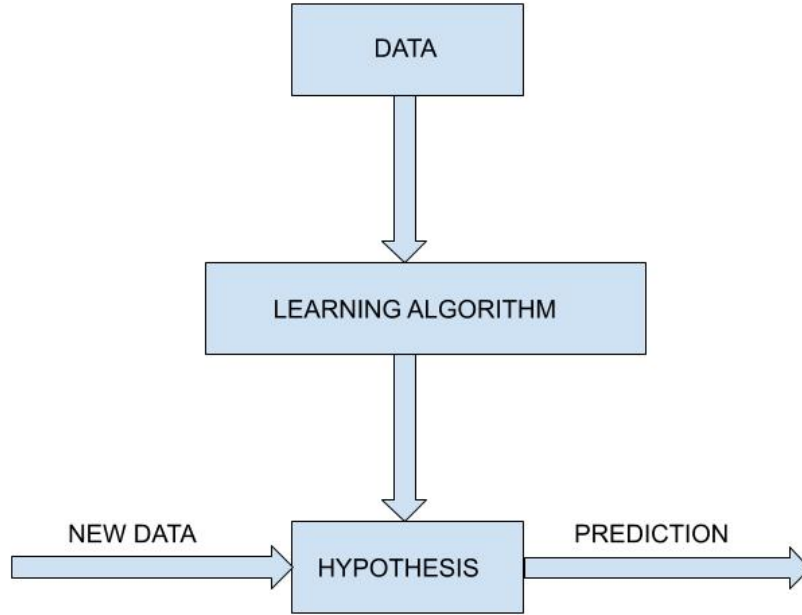 DATA
LEARNING ALGORITHM
NEW DATA
PREDICTION
HYPOTHESIS